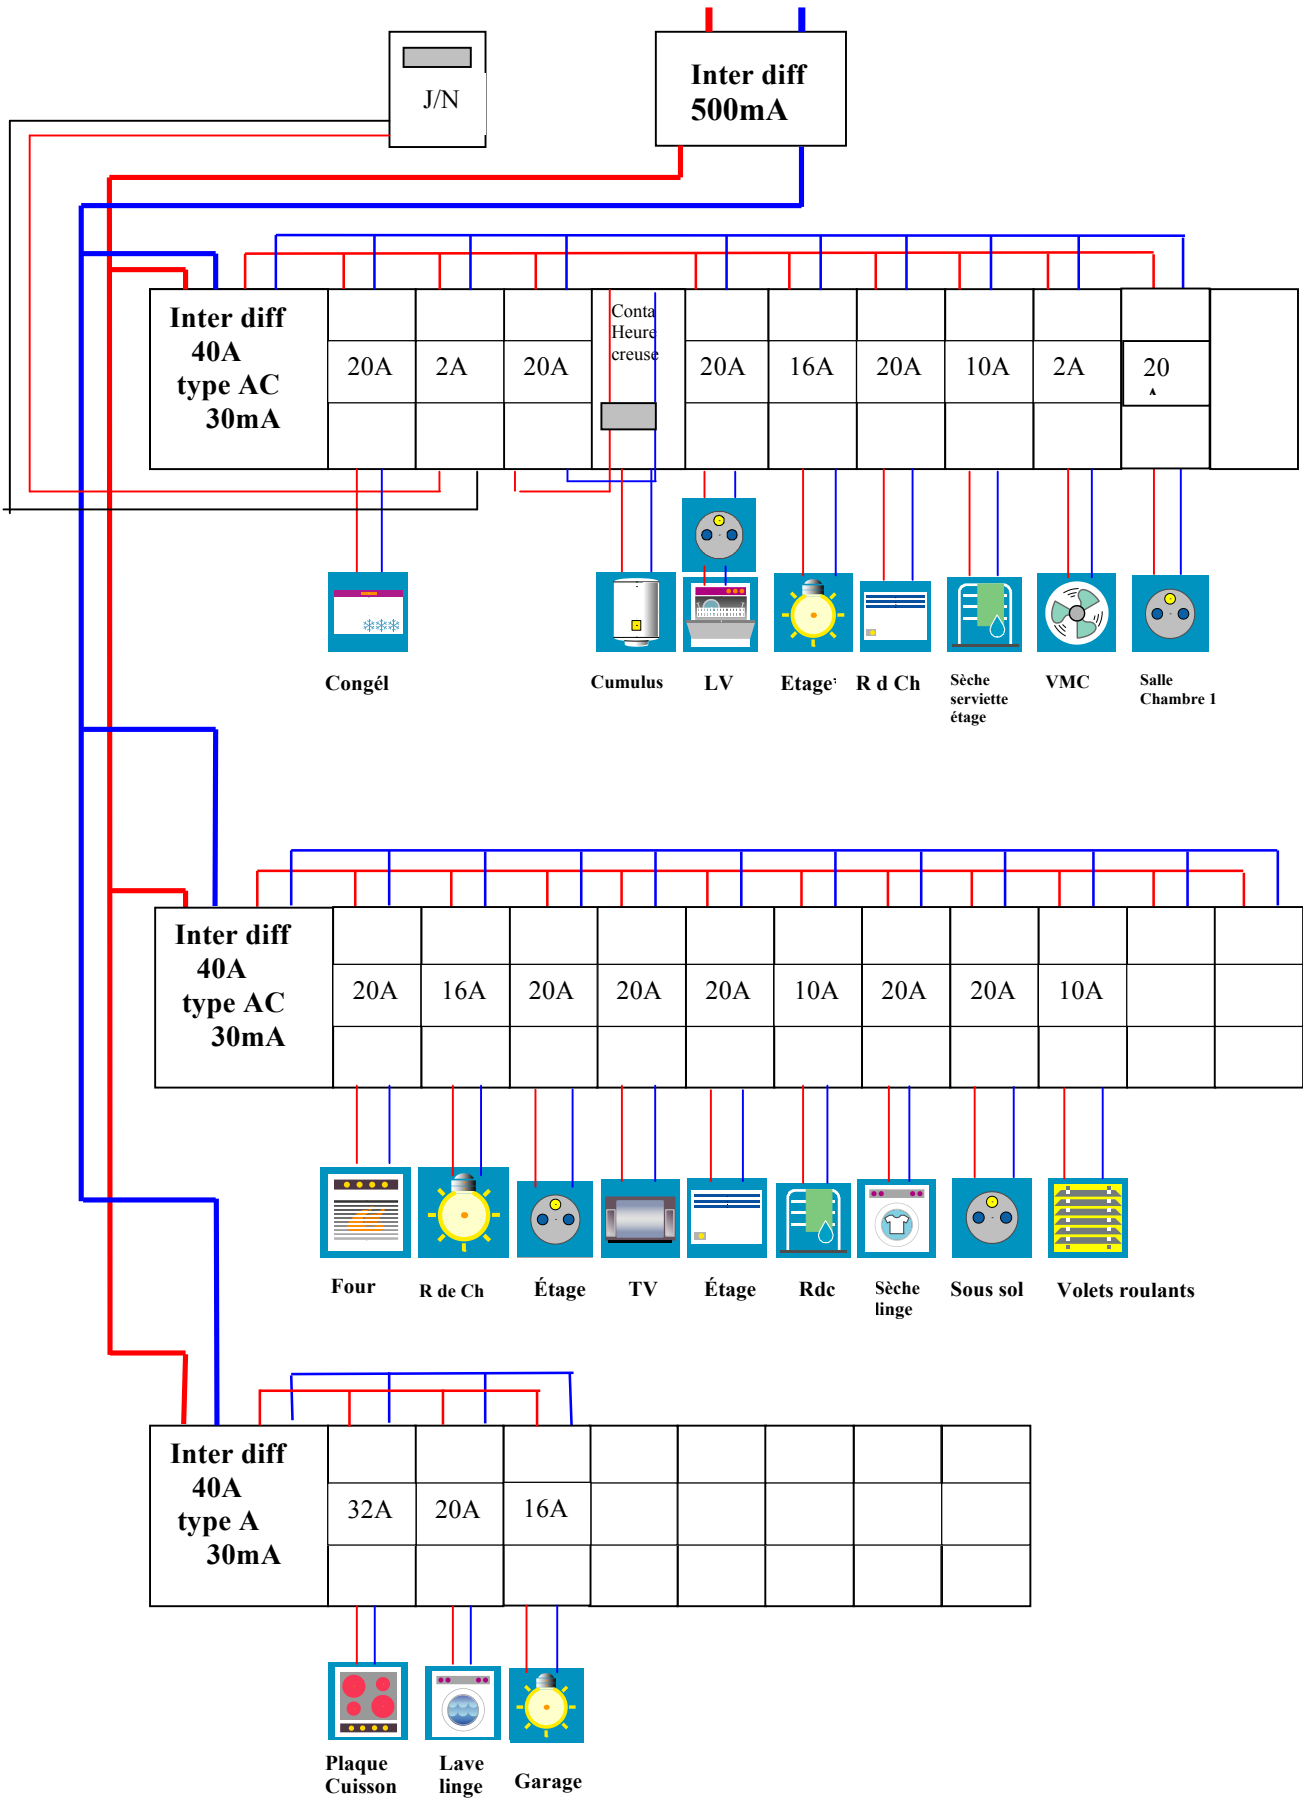 J/N
Inter diff
500mA
Inter diff
40A
type AC
30mA
20A
2A
20A
Conta
Heure
creuse
20A
16A
20A
10A
2A
20
A
Congél
Cumulus
LV
Etage
R d Ch
Sèche
serviette
étage
VMC
Salle
Chambre 1
Inter diff
40A
type AC
30mA
20A
16A
20A
20A
20A
10A
20A
20A
10A
Four
R de Ch
Étage
TV
Étage
Rdc
Sèche
linge
Sous sol
Volets roulants
Inter diff
40A
type A
30mA
32A
20A
16A
Plaque
Cuisson
Lave
linge
Garage